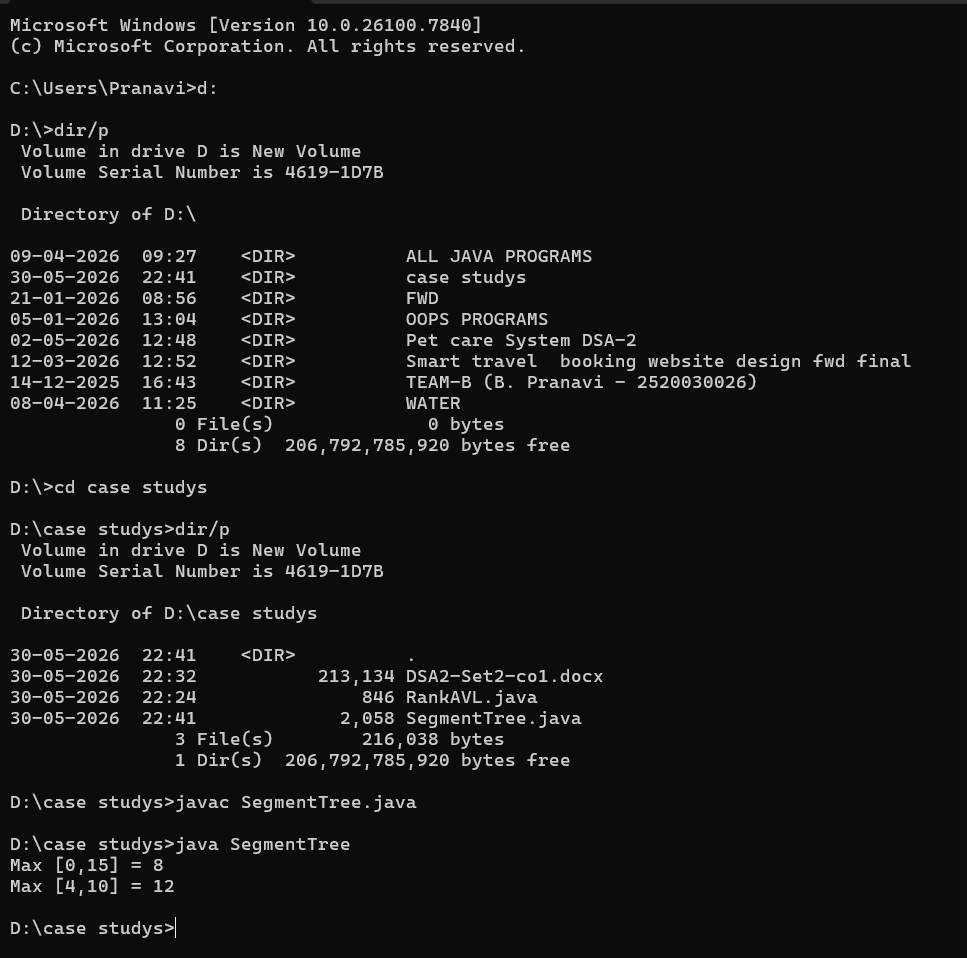 Microsoft Windows [Version 10.0.26100.7840]
(c) Microsoft Corporation. All rights reserved.
C:\Users\Pranavi>d:
D:\>dir/p
 Volume in drive D is New Volume
 Volume Serial Number is 4619-1D7B
 Directory of D:\
09-04-2026  09:27    <DIR>          ALL JAVA PROGRAMS
30-05-2026  22:41    <DIR>          case studys
21-01-2026  08:56    <DIR>          FWD
05-01-2026  13:04    <DIR>          OOPS PROGRAMS
02-05-2026  12:48    <DIR>          Pet care System DSA-2
12-03-2026  12:52    <DIR>          Smart travel  booking website design fwd final
14-12-2025  16:43    <DIR>          TEAM-B (B. Pranavi - 2520030026)
08-04-2026  11:25    <DIR>          WATER
               0 File(s)              0 bytes
               8 Dir(s)  206,792,785,920 bytes free
D:\>cd case studys
D:\case studys>dir/p
 Volume in drive D is New Volume
 Volume Serial Number is 4619-1D7B
 Directory of D:\case studys
30-05-2026  22:41    <DIR>          .
30-05-2026  22:32           213,134 DSA2-Set2-co1.docx
30-05-2026  22:24               846 RankAVL.java
30-05-2026  22:41             2,058 SegmentTree.java
               3 File(s)        216,038 bytes
               1 Dir(s)  206,792,785,920 bytes free
D:\case studys>javac SegmentTree.java
D:\case studys>java SegmentTree
Max [0,15] = 8
Max [4,10] = 12
D:\case studys>